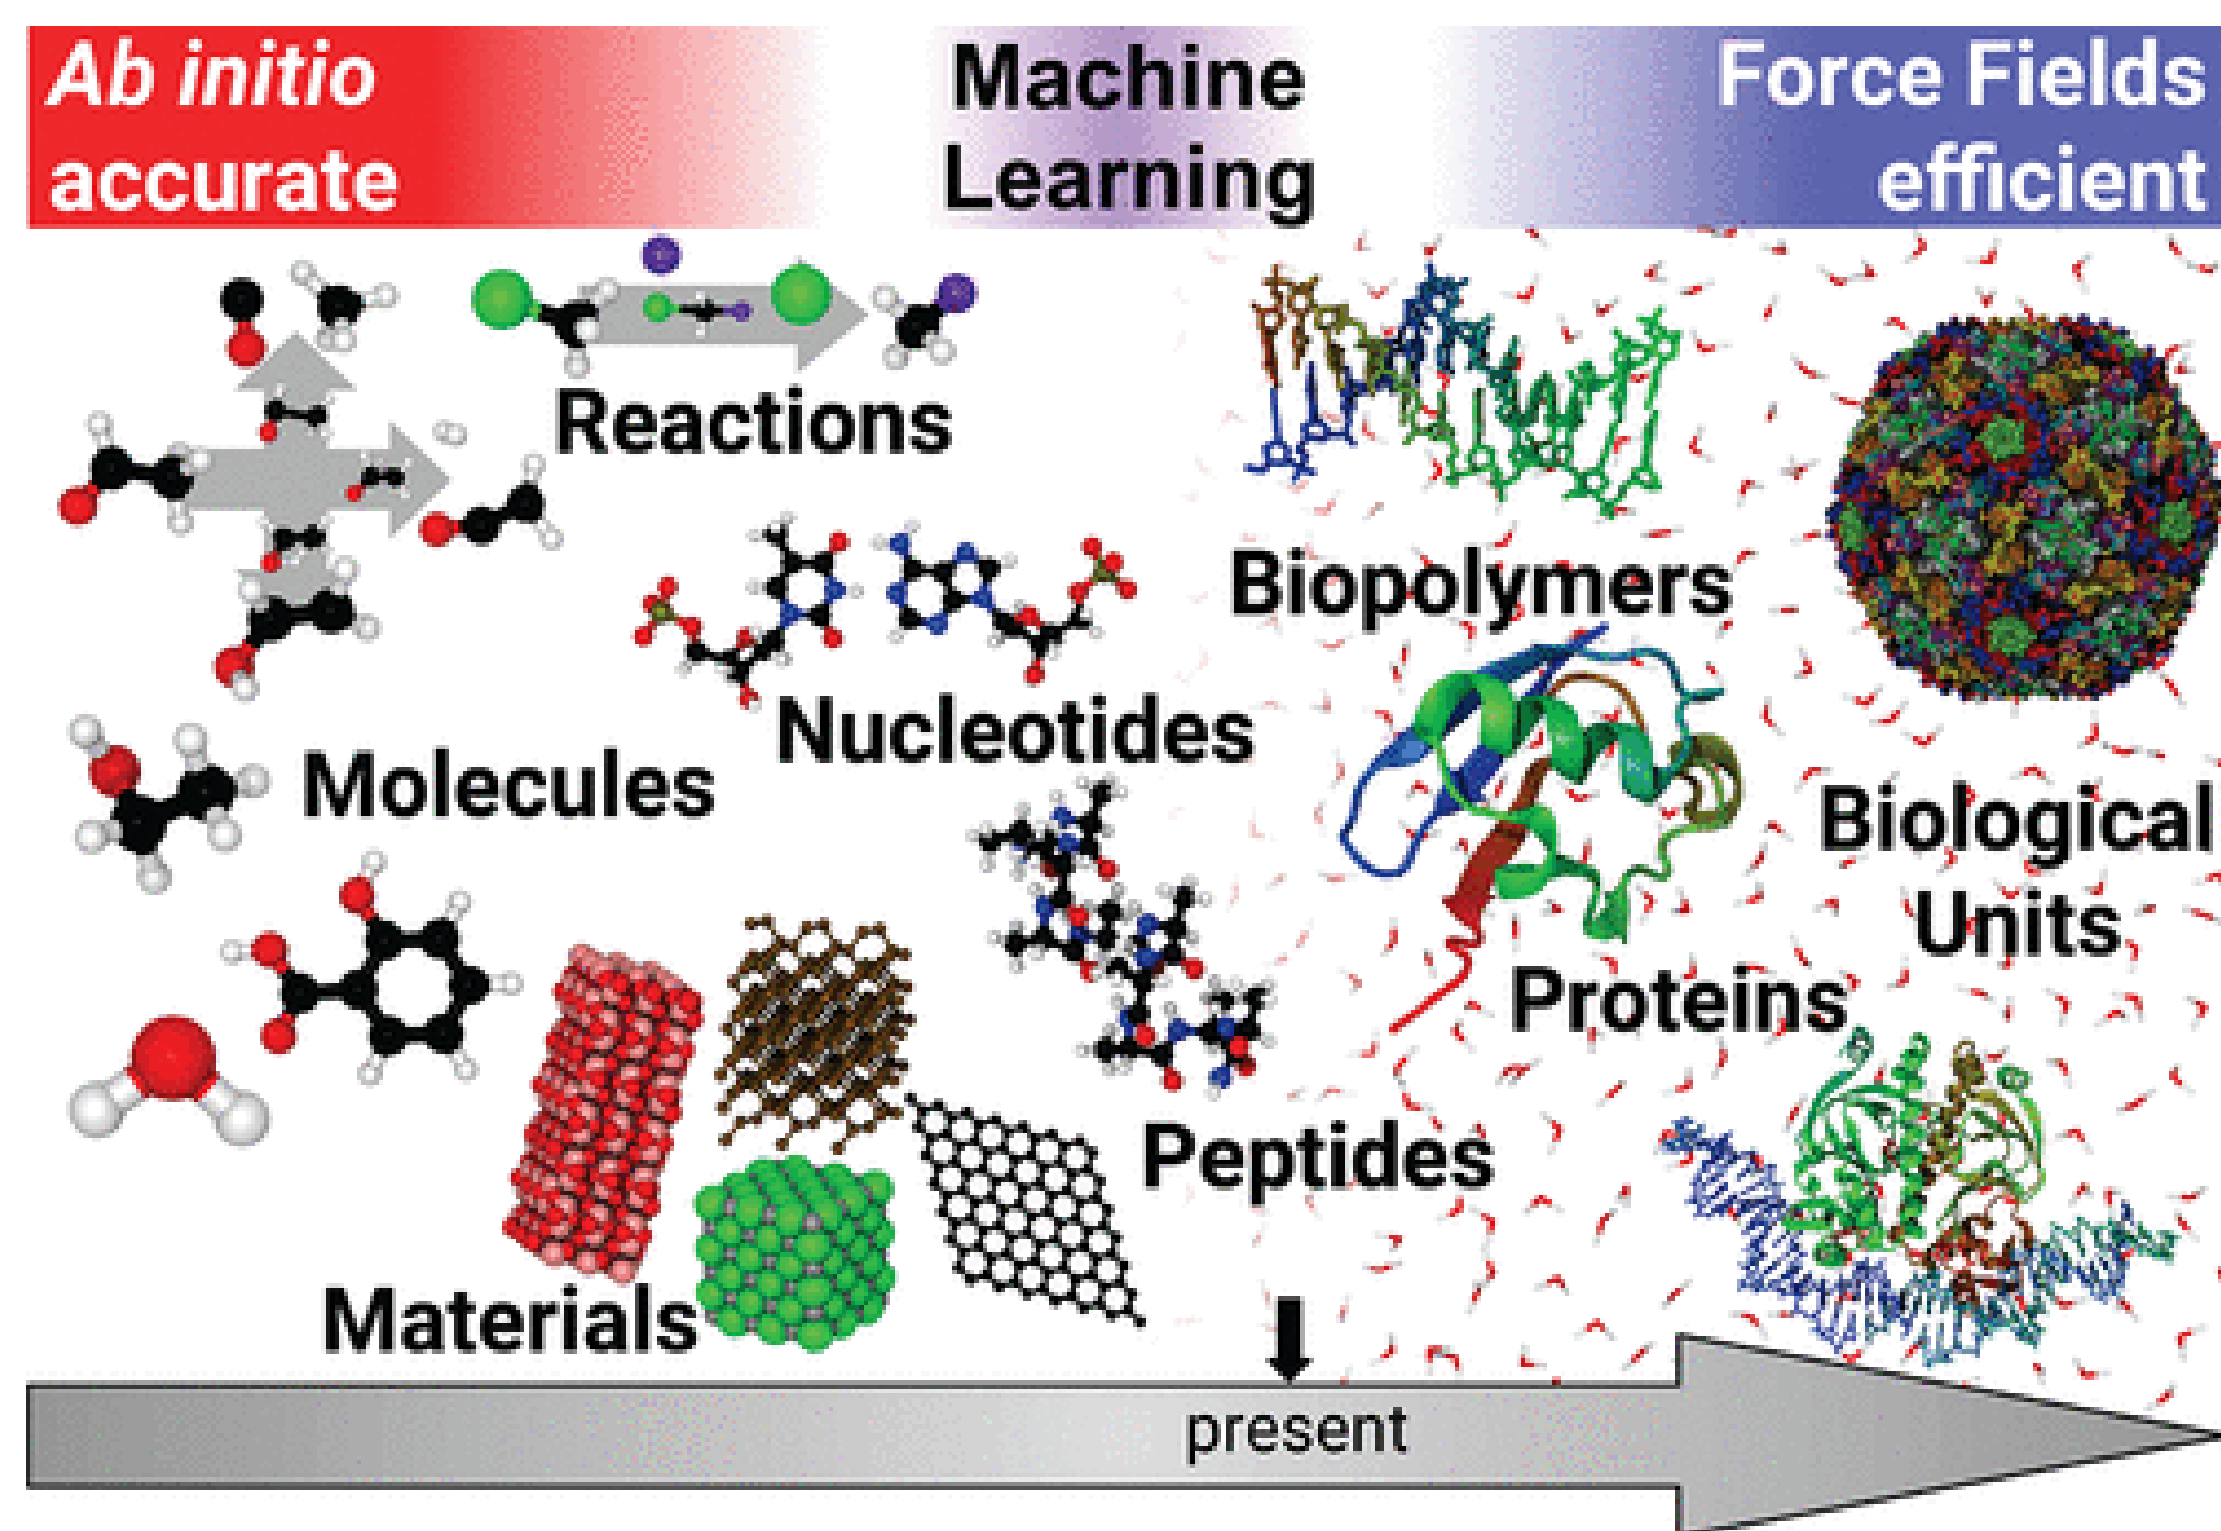 Ab initio
accurate
Machine
Learning
Force Fields
efficient
Reactions
Biopolymers
Nucleotides
Molecules
Biological
Units
Proteins
Peptides
Materials
present